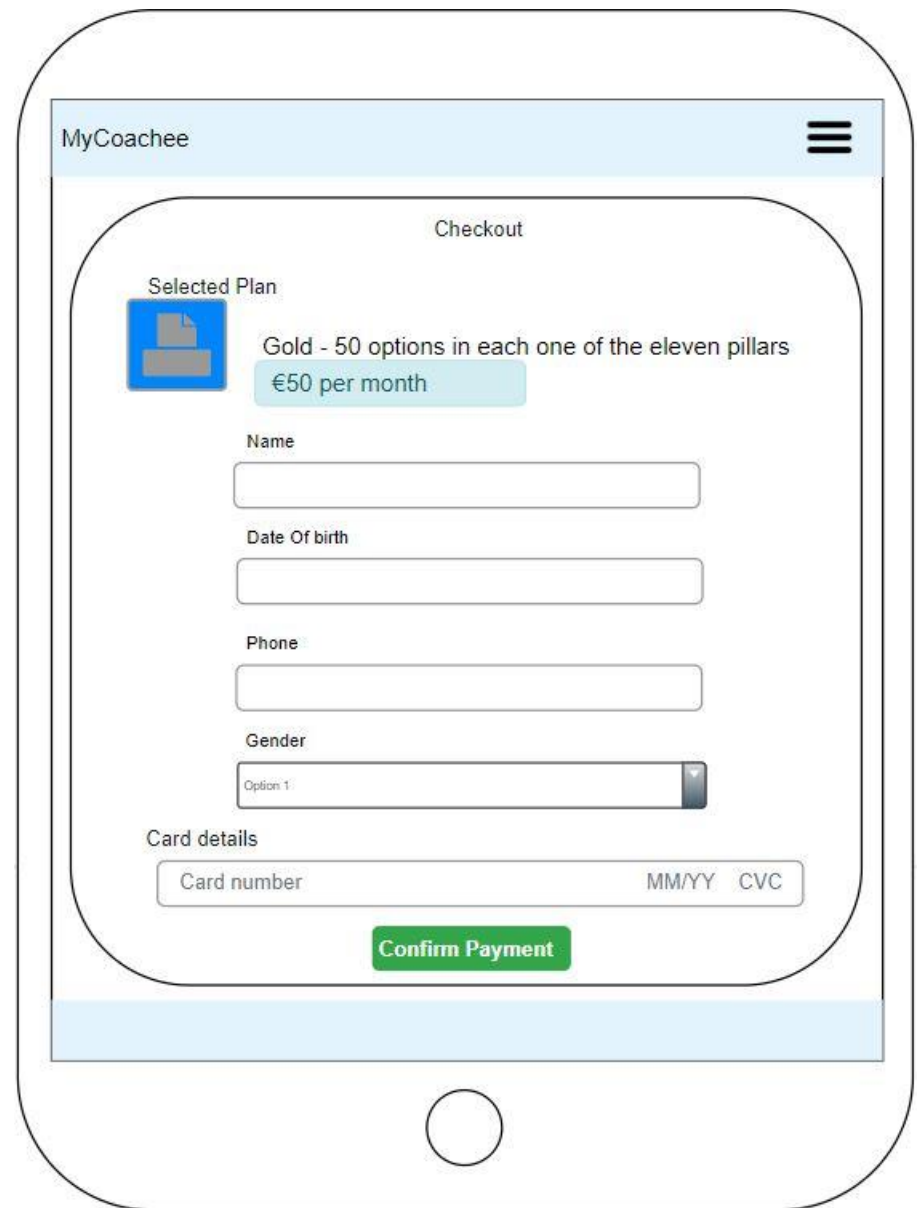 MyCoachee
Checkout
Selected Plan
Gold - 50 options in each one of the eleven pillars
€50 per month
Name
Date Of birth
Phone
Gender
Option 1
Card details
Card number MM/YY CVC
Confirm Payment